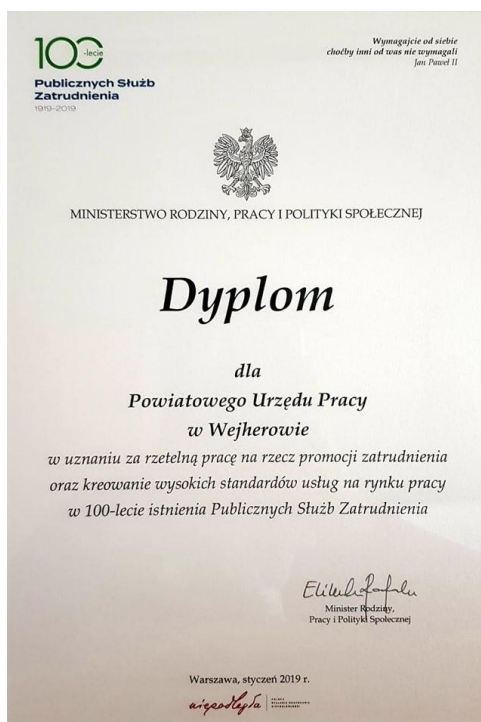 100-lecie
Publicznych Służb
Zatrudnienia
1919-2019
Wymagajcie od siebie
choćby inni od was nie wymagali
Jan Paweł II
MINISTERSTWO RODZINY, PRACY I POLITYKI SPOŁECZNEJ
Dyplom
dla
Powiatowego Urzędu Pracy
w Wejherowie
w uznaniu za rzetelną pracę na rzecz promocji zatrudnienia
oraz kreowanie wysokich standardów usług na rynku pracy
w 100-lecie istnienia Publicznych Służb Zatrudnienia
Minister Rodziny,
Pracy i Polityki Społecznej
Warszawa, styczeń 2019 r.
niepodległa